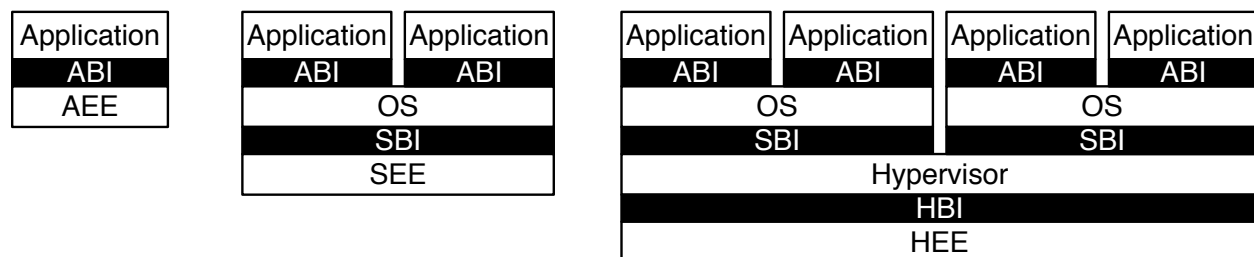 Application
ABI
AEE
Application Application
ABI ABI
OS
SBI
SEE
Application Application Application Application
ABI ABI ABI ABI
OS OS
SBI SBI
Hypervisor
HBI
HEE